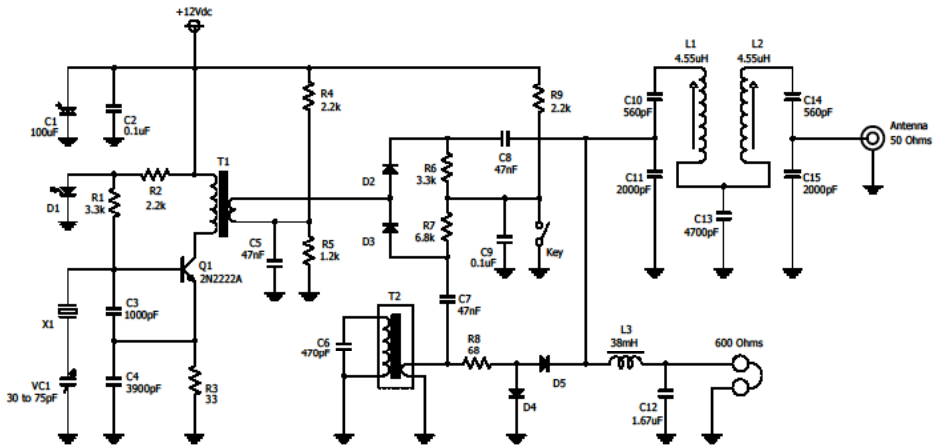 +12Vdc
L1
4.55uH
L2
4.55uH
R4
2.2k
R9
2.2k
C10
560pF
C14
560pF
C1
100uF
C2
0.1uF
Antenna
50 Ohms
T1
R6
3.3k
C8
47nF
R2
2.2k
D2
C11
2000pF
C15
2000pF
D1
R1
3.3k
R7
6.8k
C13
4700pF
D3
C5
47nF
R5
1.2k
C9
0.1uF
Key
Q1
2N2222A
T2
C7
47nF
X1
C3
1000pF
C6
470pF
R8
68
L3
38mH
600 Ohms
VC1
30 to 75pF
C4
3900pF
R3
33
D5
D4
C12
1.67uF